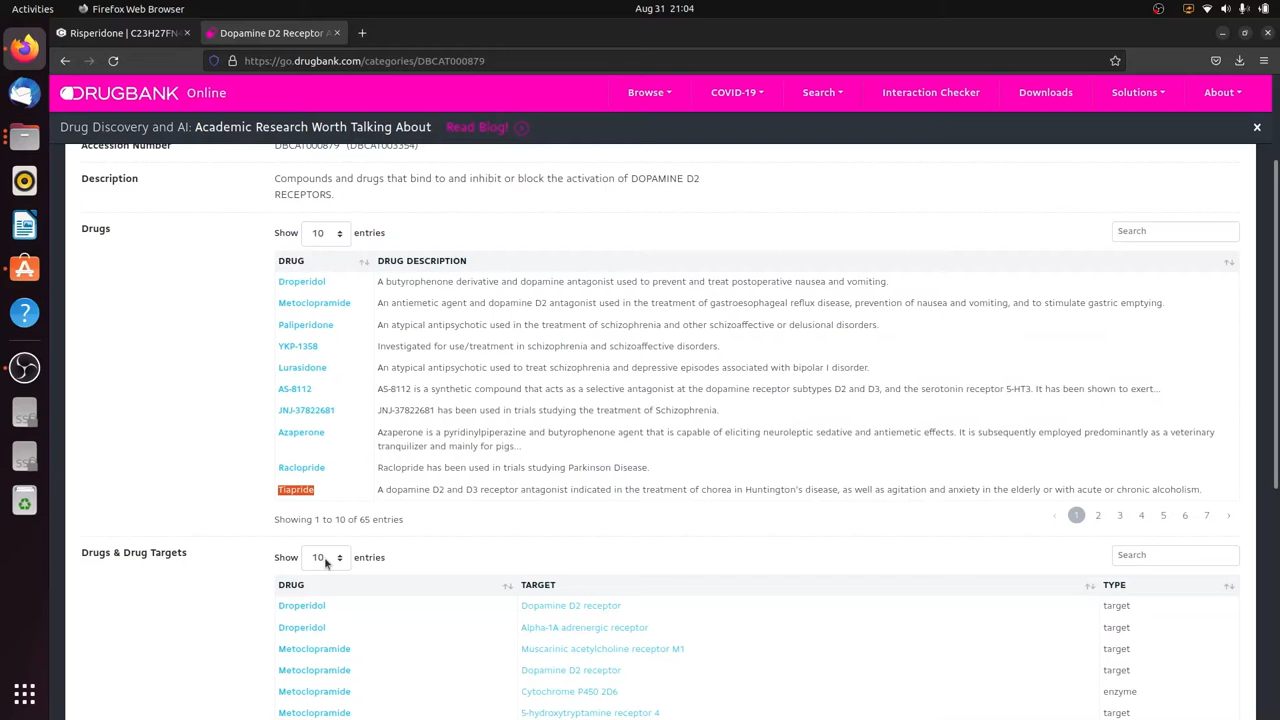 Activities
Firefox Web Browser
Aug 31 21:04
Risperidone | C23H27FN
Dopamine D2 Receptor A
https://go.drugbank.com/categories/DBCAT000879
DRUGBANK Online
Browse
COVID-19
Search
Interaction Checker
Downloads
Solutions
About
Drug Discovery and AI: Academic Research Worth Talking About Read Blog!
Accession Number DBCAT000879 (DBCAT003354)
Description Compounds and drugs that bind to and inhibit or block the activation of DOPAMINE D2
RECEPTORS.
Drugs Show 10 entries Search
DRUG DRUG DESCRIPTION
Droperidol A butyrophenone derivative and dopamine antagonist used to prevent and treat postoperative nausea and vomiting.
Metoclopramide An antiemetic agent and dopamine D2 antagonist used in the treatment of gastroesophageal reflux disease, prevention of nausea and vomiting, and to stimulate gastric emptying.
Paliperidone An atypical antipsychotic used in the treatment of schizophrenia and other schizoaffective or delusional disorders.
YKP-1358 Investigated for use/treatment in schizophrenia and schizoaffective disorders.
Lurasidone An atypical antipsychotic used to treat schizophrenia and depressive episodes associated with bipolar I disorder.
AS-8112 AS-8112 is a synthetic compound that acts as a selective antagonist at the dopamine receptor subtypes D2 and D3, and the serotonin receptor 5-HT3. It has been shown to exert...
JNJ-37822681 JNJ-37822681 has been used in trials studying the treatment of Schizophrenia.
Azaperone Azaperone is a pyridinylpiperazine and butyrophenone agent that is capable of eliciting neuroleptic sedative and antiemetic effects. It is subsequently employed predominantly as a veterinary
tranquilizer and mainly for pigs...
Raclopride Raclopride has been used in trials studying Parkinson Disease.
Tiapride A dopamine D2 and D3 receptor antagonist indicated in the treatment of chorea in Huntington's disease, as well as agitation and anxiety in the elderly or with acute or chronic alcoholism.
Showing 1 to 10 of 65 entries ‹ 1 2 3 4 5 6 7 ›
Drugs & Drug Targets Show 10 entries Search
DRUG TARGET TYPE
Droperidol Dopamine D2 receptor target
Droperidol Alpha-1A adrenergic receptor target
Metoclopramide Muscarinic acetylcholine receptor M1 target
Metoclopramide Dopamine D2 receptor target
Metoclopramide Cytochrome P450 2D6 enzyme
Metoclopramide 5-hydroxytryptamine receptor 4 target